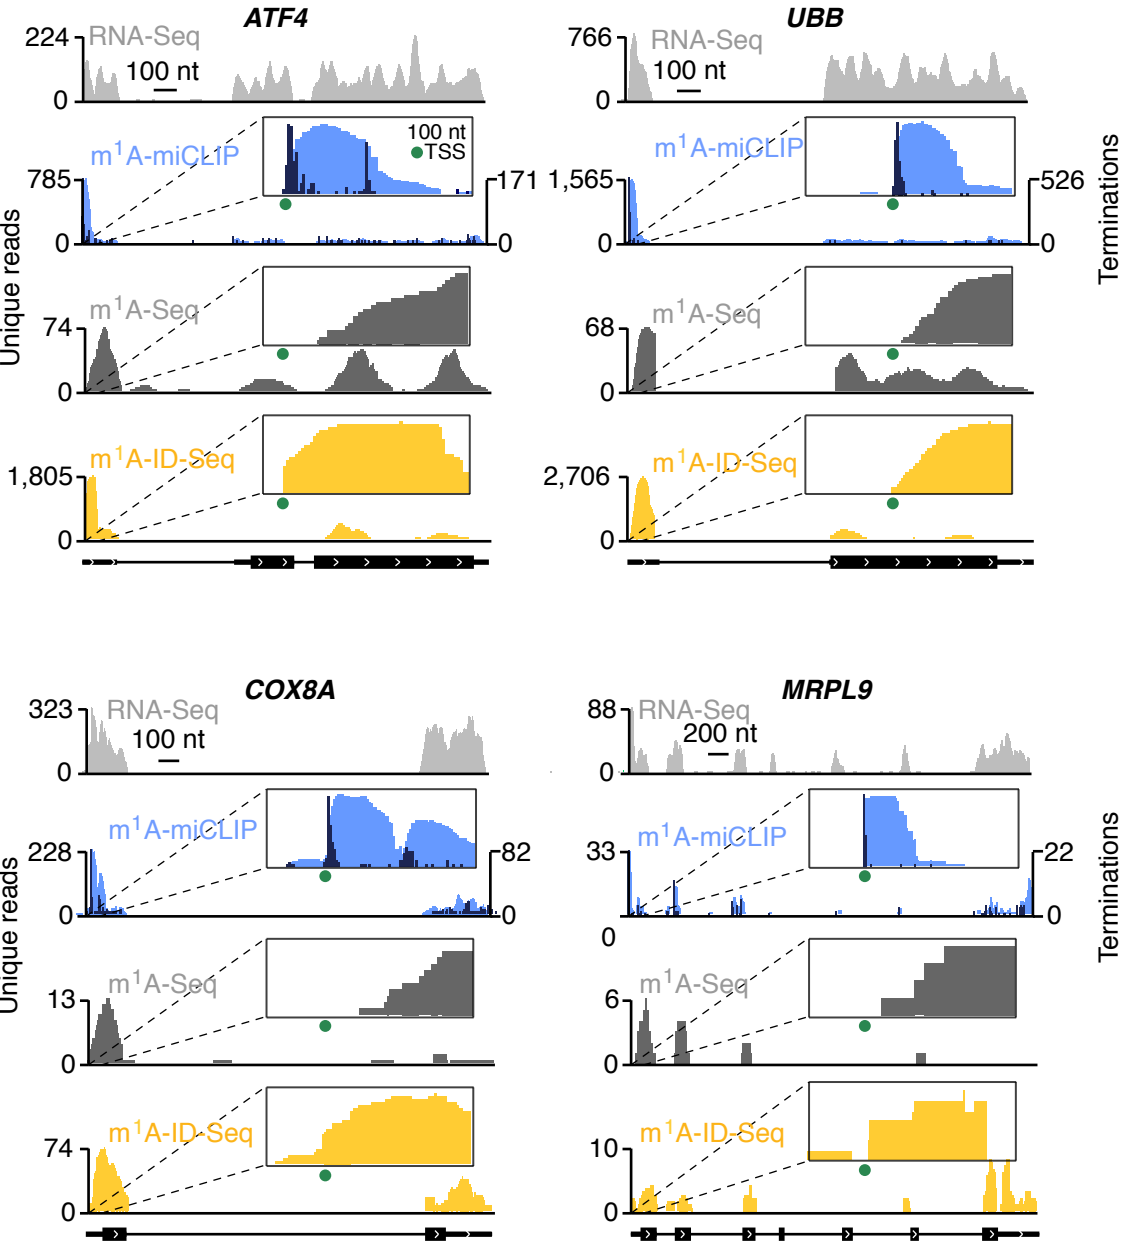 ATF4
224
RNA-Seq
100 nt
0
m¹A-miCLIP
100 nt
TSS
785
171
0
0
m¹A-Seq
74
0
m¹A-ID-Seq
1,805
0
Unique reads
UBB
766
RNA-Seq
100 nt
0
m¹A-miCLIP
1,565
526
0
0
m¹A-Seq
68
0
m¹A-ID-Seq
2,706
0
Terminations
COX8A
323
RNA-Seq
100 nt
0
m¹A-miCLIP
228
82
0
0
m¹A-Seq
13
0
m¹A-ID-Seq
74
0
Unique reads
MRPL9
88
RNA-Seq
200 nt
0
m¹A-miCLIP
33
22
0
0
0
m¹A-Seq
6
0
m¹A-ID-Seq
10
0
Terminations